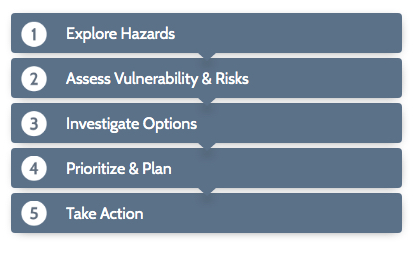 1 Explore Hazards
2 Assess Vulnerability & Risks
3 Investigate Options
4 Prioritize & Plan
5 Take Action